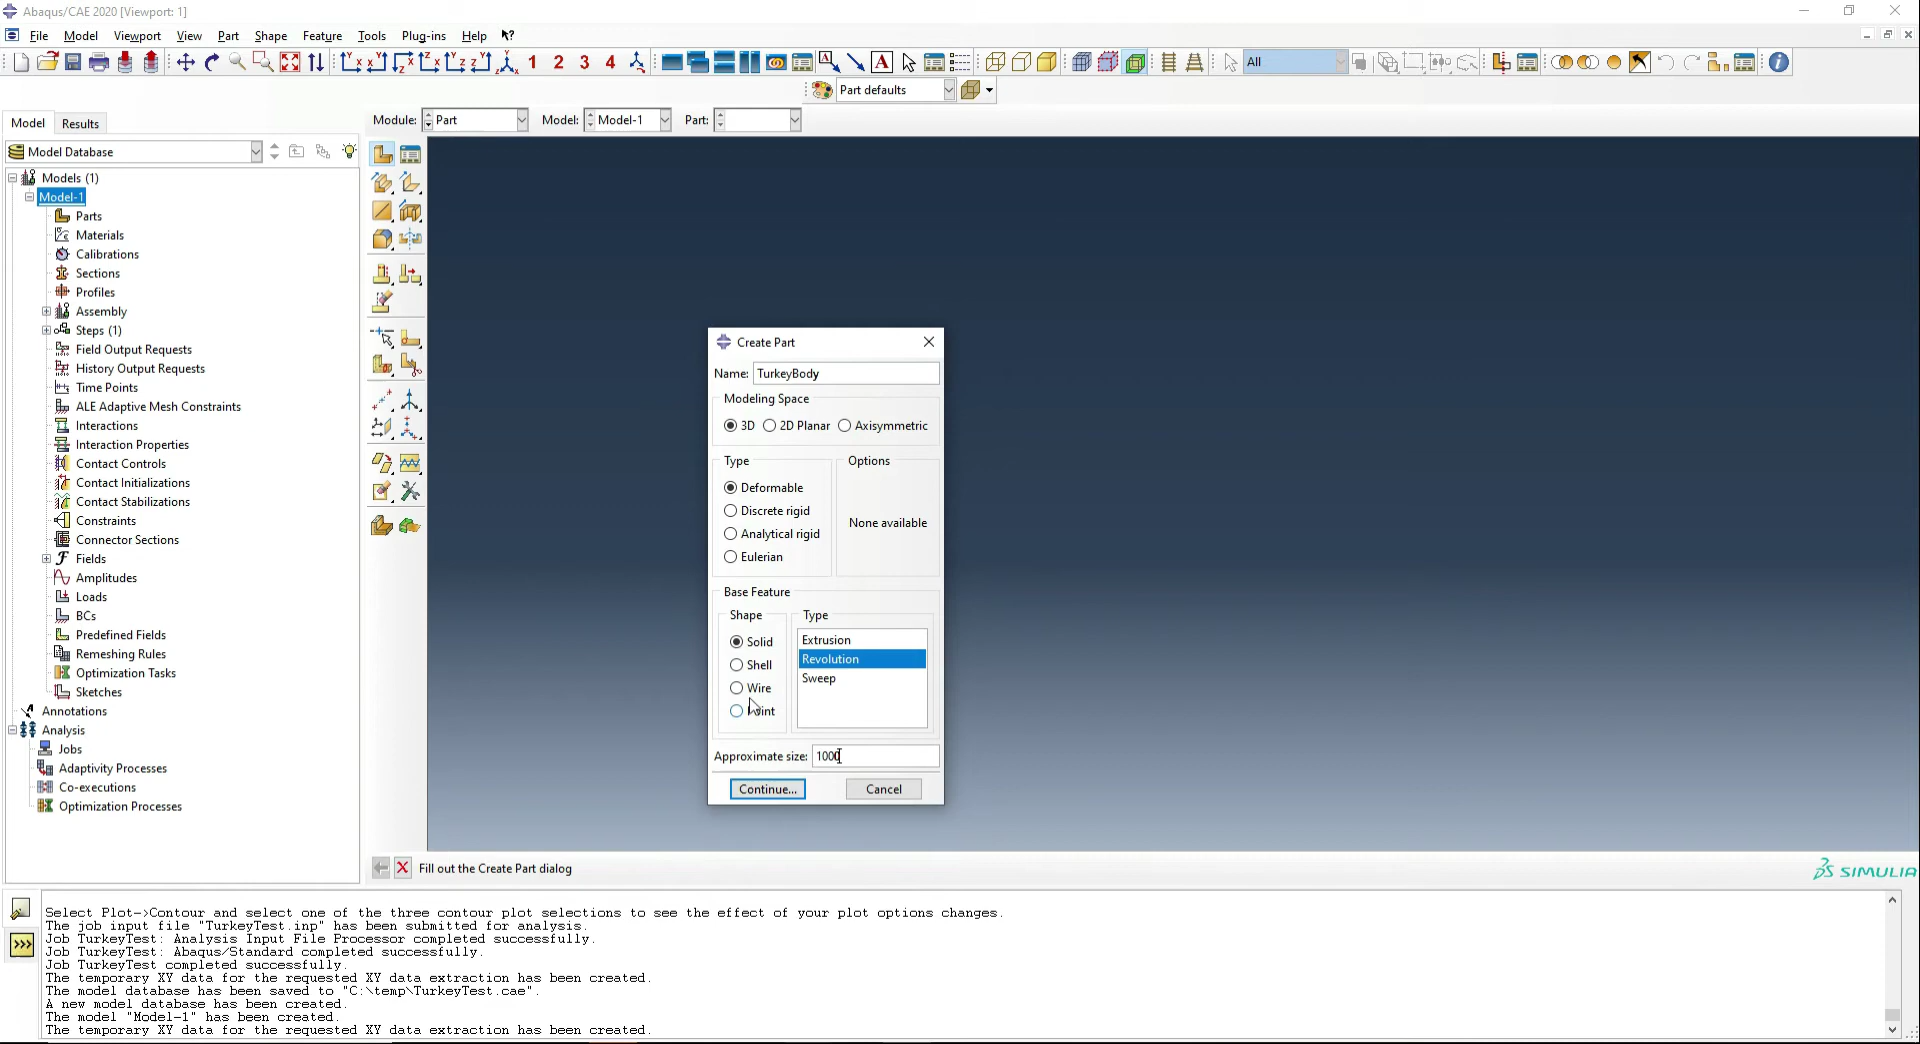 Abaqus/CAE 2020 [Viewport: 1]
File Model Viewport View Part Shape Feature Tools Plug-ins Help
1 2 3 4 All
Part defaults
Model Results Module: Part Model: Model-1 Part:
Model Database
Models (1)
Model-1
Parts
Materials
Calibrations
Sections
Profiles
Assembly
Steps (1)
Field Output Requests
History Output Requests
Time Points
ALE Adaptive Mesh Constraints
Interactions
Interaction Properties
Contact Controls
Contact Initializations
Contact Stabilizations
Constraints
Connector Sections
Fields
Amplitudes
Loads
BCs
Predefined Fields
Remeshing Rules
Optimization Tasks
Sketches
Annotations
Analysis
Jobs
Adaptivity Processes
Co-executions
Optimization Processes
Create Part
Name: TurkeyBody
Modeling Space
3D 2D Planar Axisymmetric
Type Options
Deformable
Discrete rigid
None available
Analytical rigid
Eulerian
Base Feature
Shape Type
Solid Extrusion
Shell Revolution
Wire Sweep
Point
Approximate size: 1000
Continue... Cancel
Fill out the Create Part dialog
SIMULIA
Select Plot->Contour and select one of the three contour plot selections to see the effect of your plot options changes.
The job input file "TurkeyTest.inp" has been submitted for analysis.
Job TurkeyTest: Analysis Input File Processor completed successfully.
Job TurkeyTest: Abaqus/Standard completed successfully.
Job TurkeyTest completed successfully.
The temporary XY data for the requested XY data extraction has been created.
The model database has been saved to "C:\temp\TurkeyTest.cae".
A new model database has been created.
The model "Model-1" has been created.
The temporary XY data for the requested XY data extraction has been created.